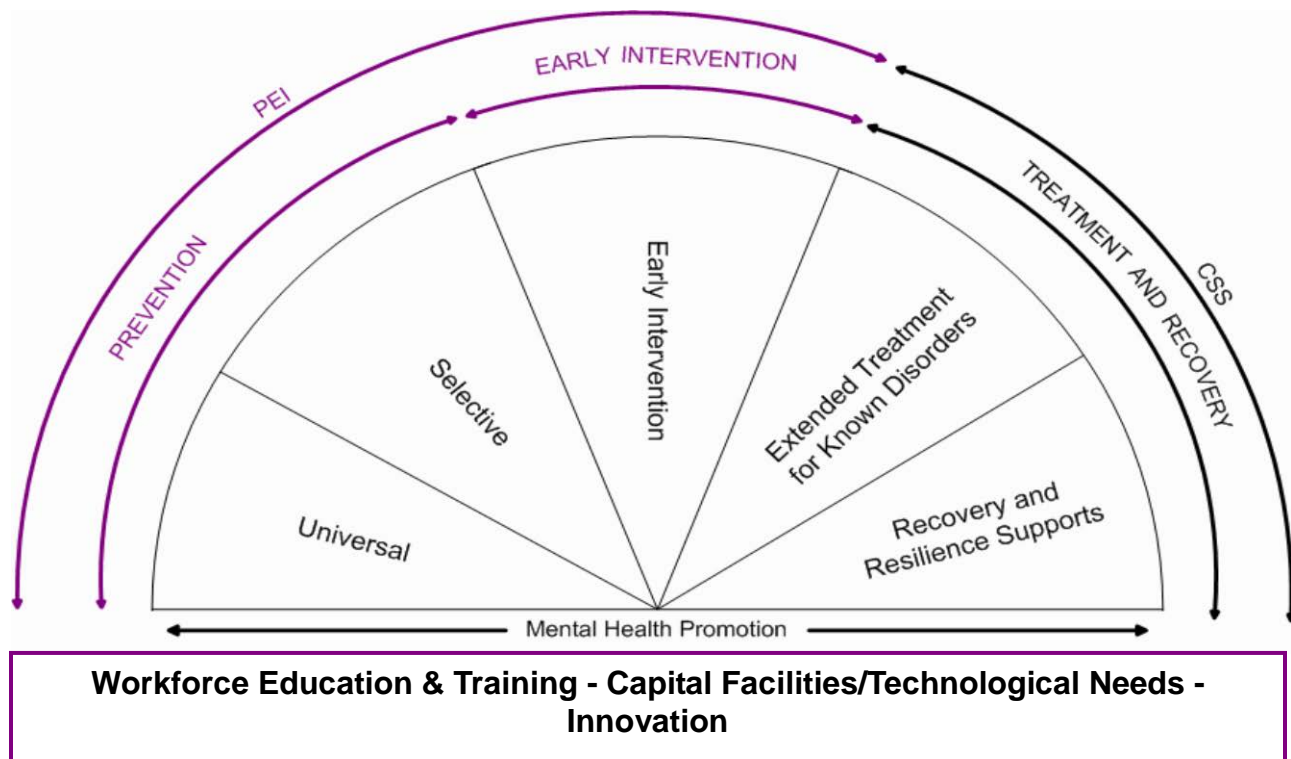 EARLY INTERVENTION
PEI
PREVENTION
TREATMENT AND RECOVERY
CSS
Universal
Selective
Early Intervention
Extended Treatment
for Known Disorders
Recovery and
Resilience Supports
Mental Health Promotion
Workforce Education & Training - Capital Facilities/Technological Needs -
Innovation